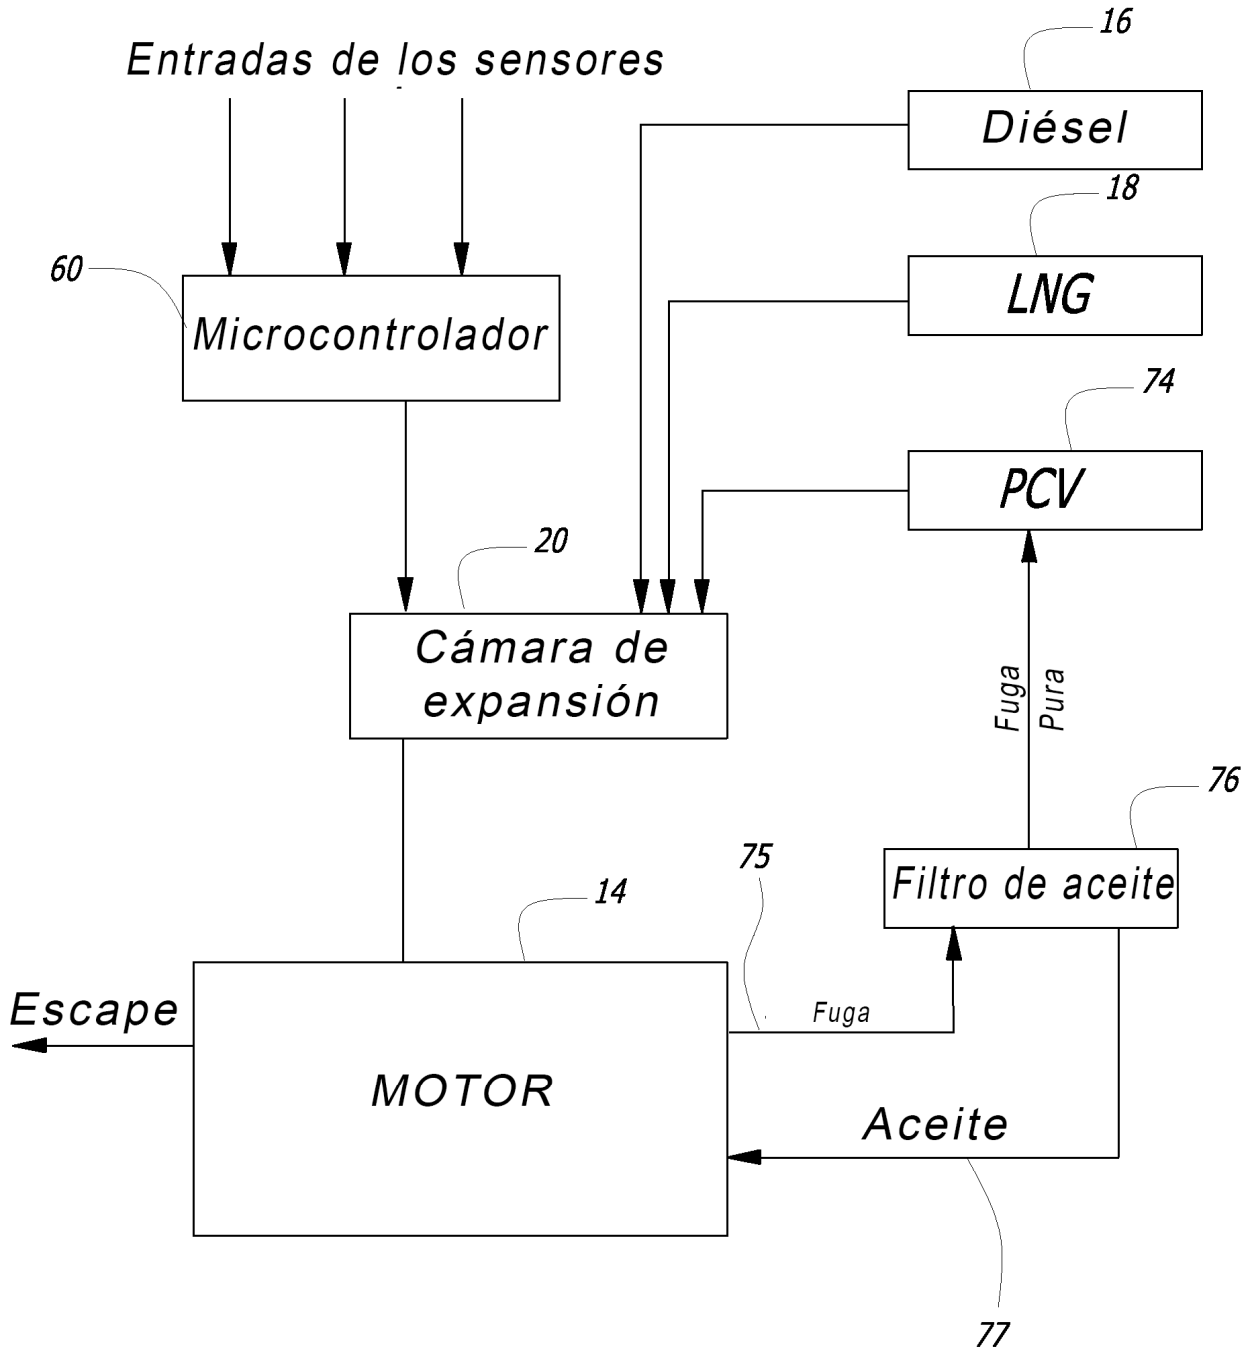 16
Entradas de los sensores
Diésel
18
60
LNG
Microcontrolador
74
PCV
20
Cámara de
expansión
Fuga
Pura
76
75
Filtro de aceite
14
Escape
Fuga
MOTOR
Aceite
77